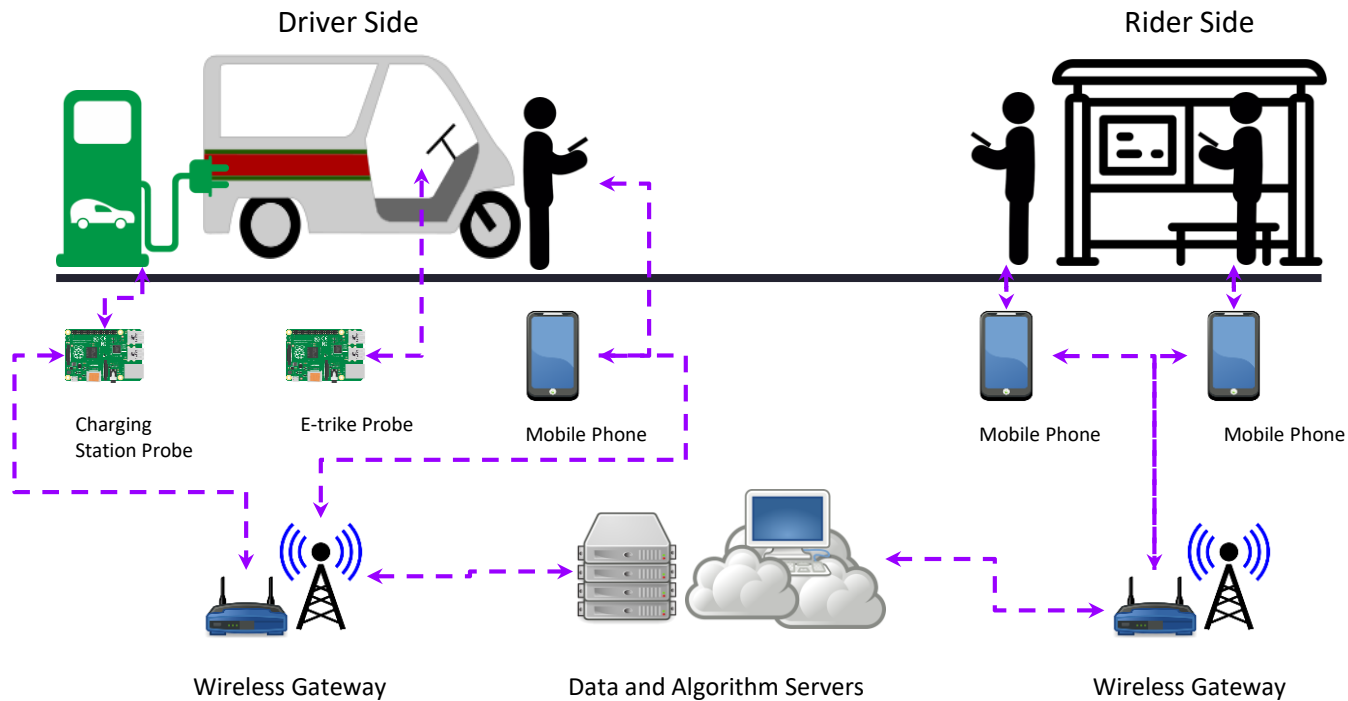 Driver Side
Rider Side
Charging
Station Probe
E-trike Probe
Mobile Phone
Mobile Phone
Mobile Phone
Wireless Gateway
Data and Algorithm Servers
Wireless Gateway